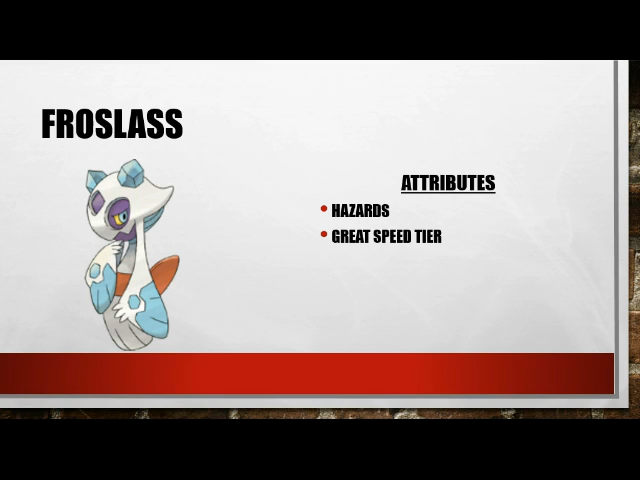 FROSLASS
ATTRIBUTES
• HAZARDS
• GREAT SPEED TIER